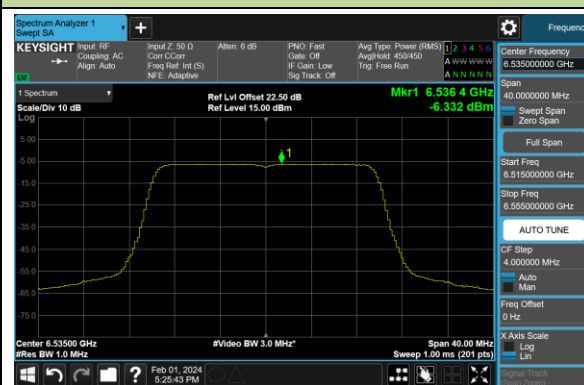 Spectrum Analyzer 1
Swept SA
Frequency
KEYSIGHT
Input: RF
Coupling: AC
Align: Auto
Input Z: 50 Ω
Corr CCorr
Freq Ref: Int (S)
NFE: Adaptive
Atten: 6 dB
PNO: Fast
Gate: Off
IF Gain: Low
Sig Track: Off
Avg Type: Power (RMS)
Avg|Hold: 450/450
Trig: Free Run
1 2 3 4 5 6
A W W W W W
A N N N N N
1 Spectrum
Scale/Div 10 dB
Log
Ref Lvl Offset 22.50 dB
Ref Level 15.00 dBm
Mkr1 6.536 4 GHz
-6.332 dBm
5.00
-5.00
-15.0
-25.0
-35.0
-45.0
-55.0
-65.0
-75.0
1
Center 6.53500 GHz
#Res BW 1.0 MHz
#Video BW 3.0 MHz*
Span 40.00 MHz
Sweep 1.00 ms (201 pts)
Center Frequency
6.535000000 GHz
Span
40.0000000 MHz
Swept Span
Zero Span
Full Span
Start Freq
6.515000000 GHz
Stop Freq
6.555000000 GHz
AUTO TUNE
CF Step
4.000000 MHz
Auto
Man
Freq Offset
0 Hz
X Axis Scale
Log
Lin
Signal Track
(Span Zoom)
?
Feb 01, 2024
5:25:43 PM